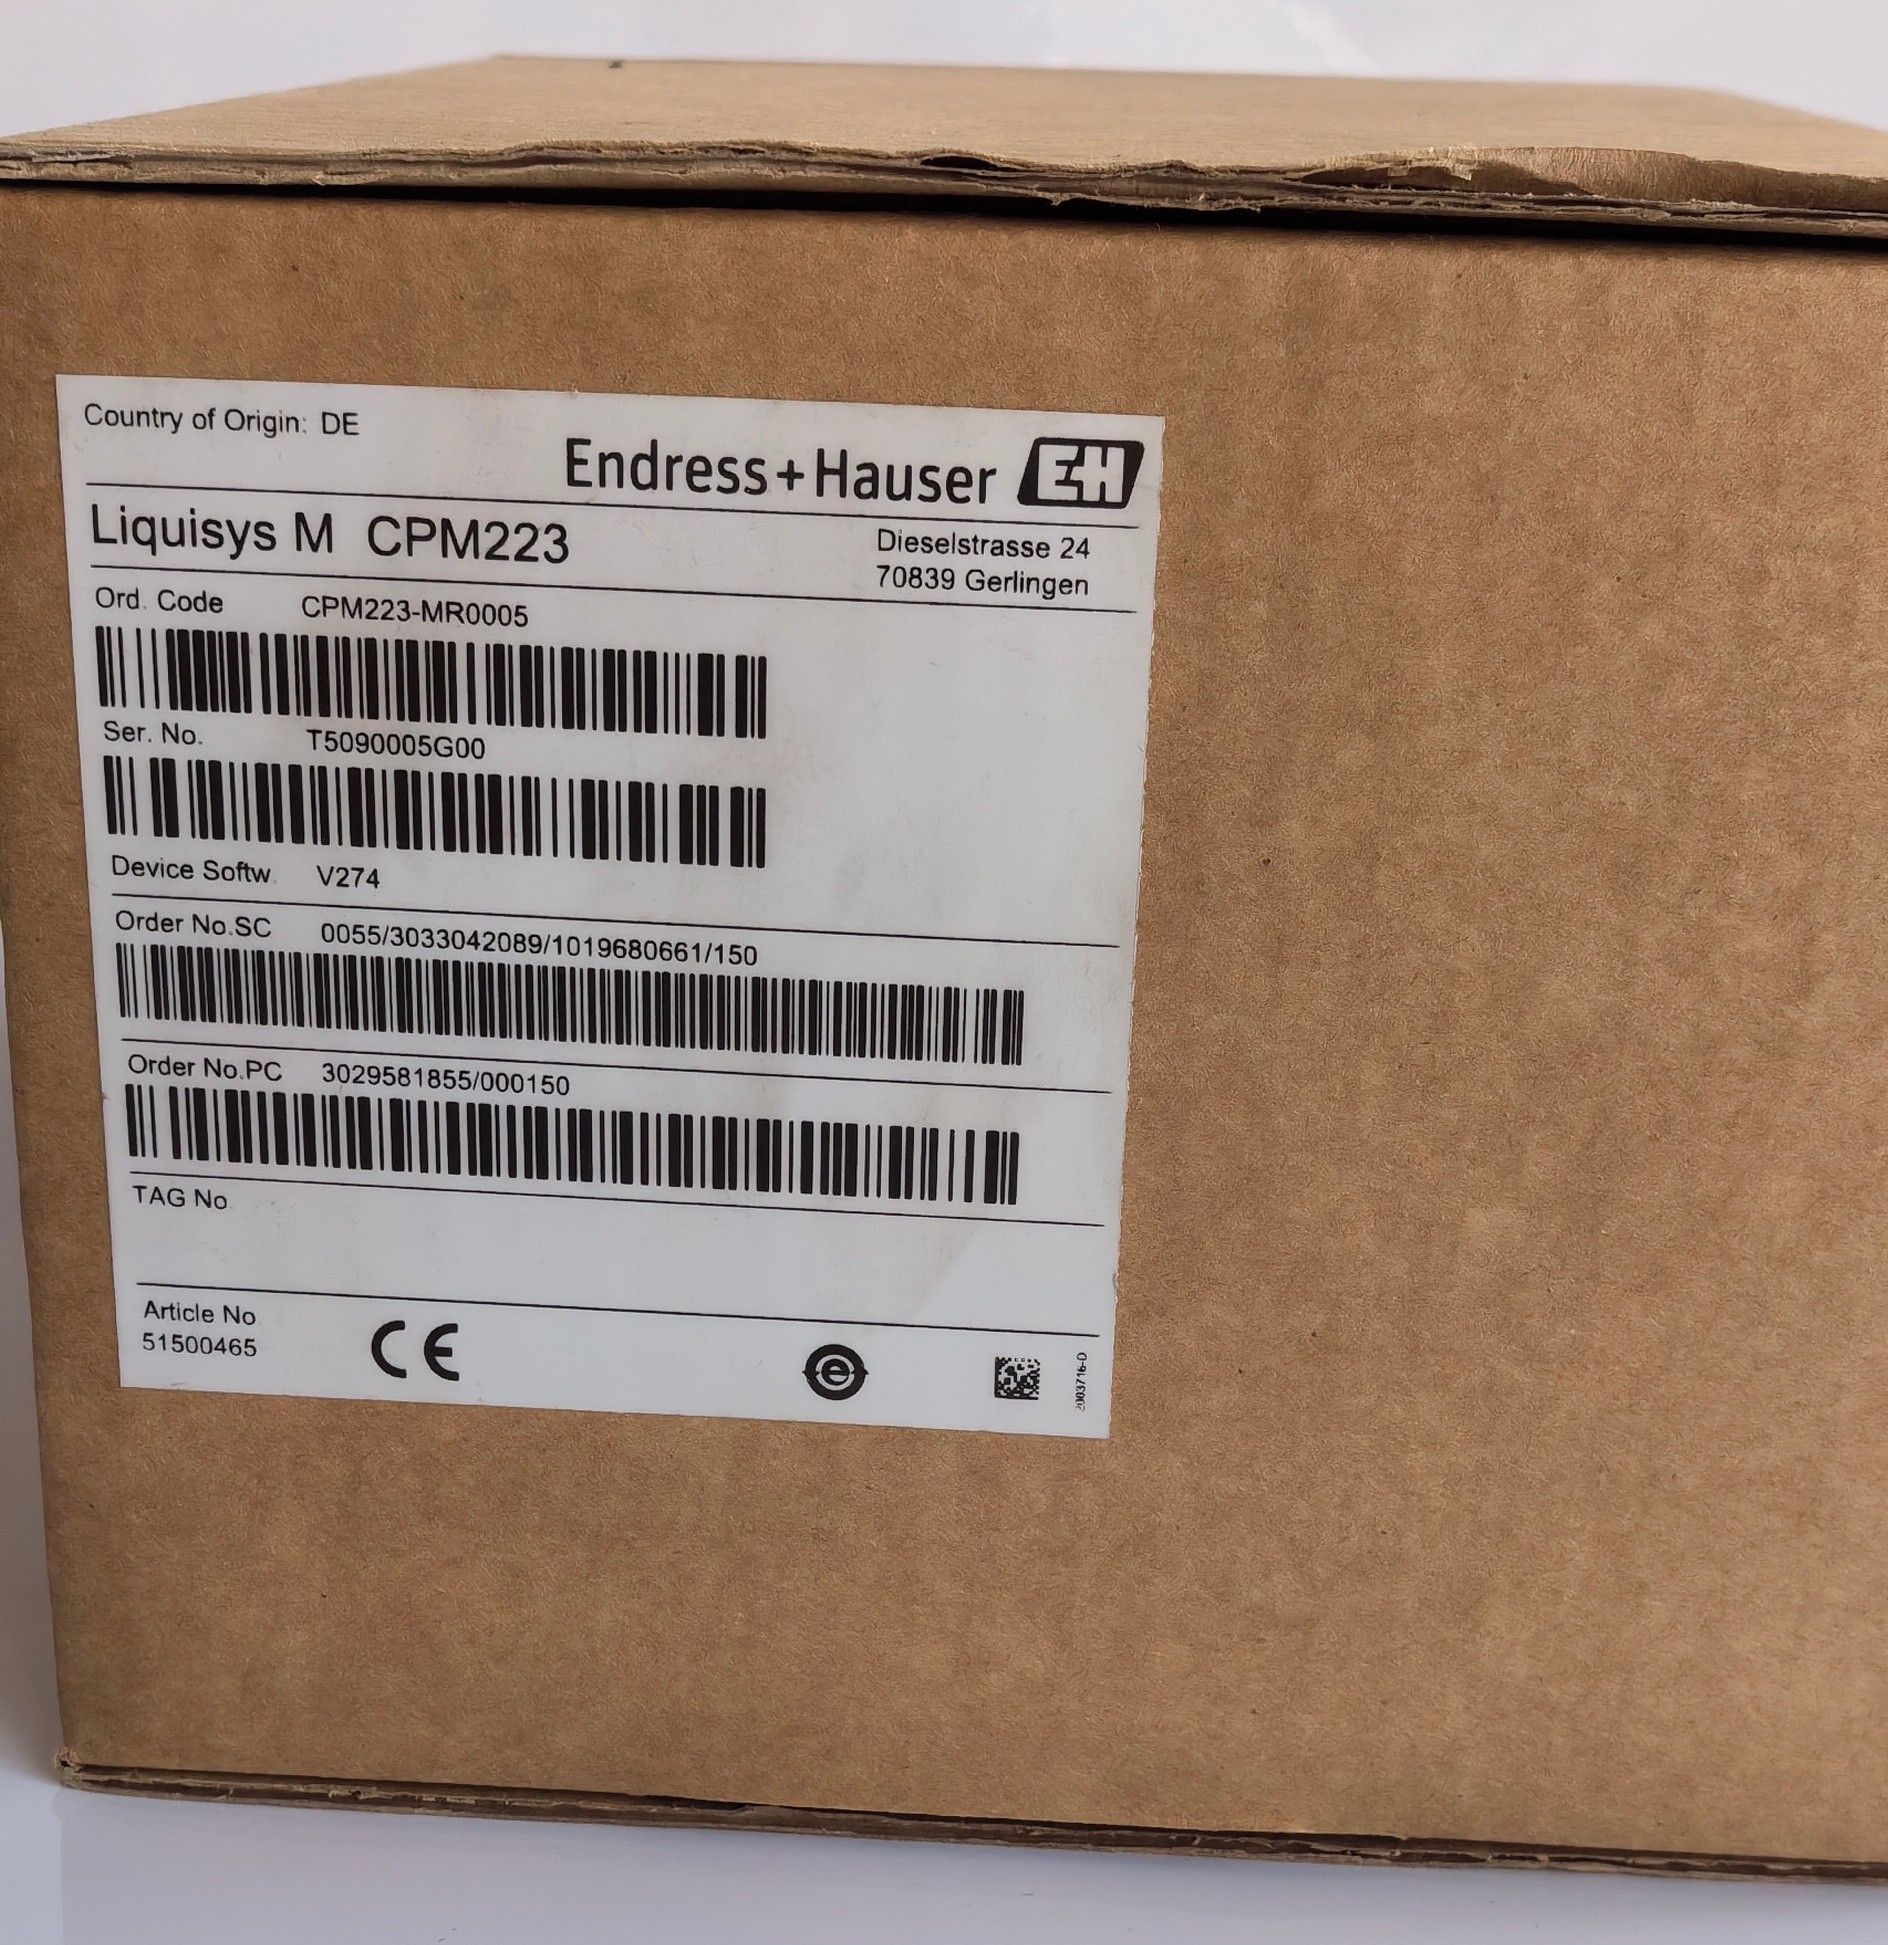 Country of Origin: DE
Endress+Hauser EH
Liquisys M CPM223
Dieselstrasse 24
70839 Gerlingen
Ord. Code CPM223-MR0005
Ser. No. T5090005G00
Device Softw. V274
Order No.SC 0055/3033042089/1019680661/150
Order No.PC 3029581855/000150
TAG No
Article No
51500465
CE
e
2003716-D